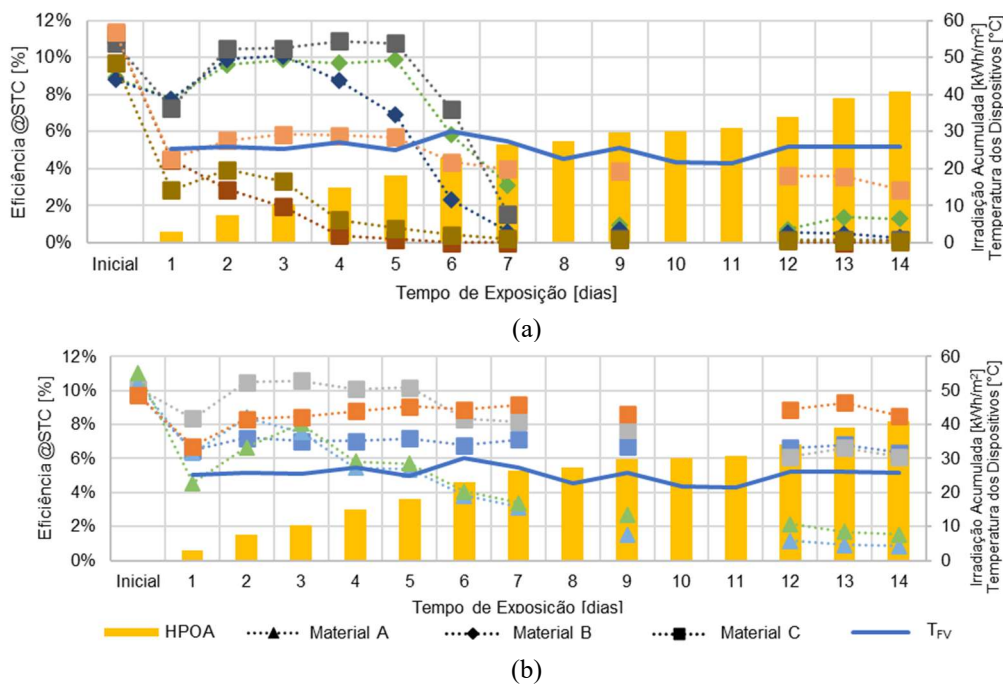 12%
10%
8%
6%
4%
2%
0%
Eficiência @STC [%]
60
50
40
30
20
10
0
Irradiação Acumulada [kWh/m²]
Temperatura dos Dispositivos [°C]
Inicial 1 2 3 4 5 6 7 8 9 10 11 12 13 14
Tempo de Exposição [dias]
(a)
12%
10%
8%
6%
4%
2%
0%
Eficiência @STC [%]
60
50
40
30
20
10
0
Irradiação Acumulada [kWh/m²]
Temperatura dos Dispositivos [°C]
Inicial 1 2 3 4 5 6 7 8 9 10 11 12 13 14
Tempo de Exposição [dias]
HPOA Material A Material B Material C TFV
(b)